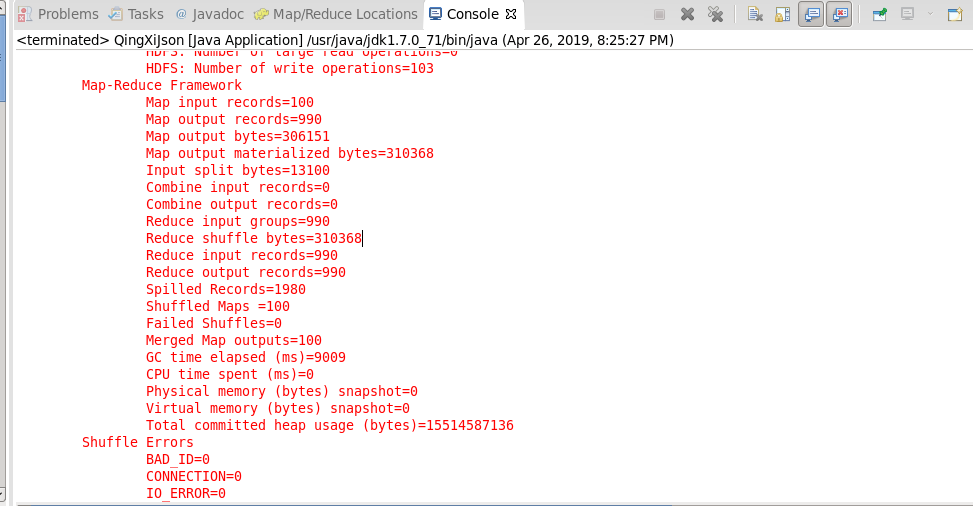 Problems @ Javadoc Tasks Map/Reduce Locations Console
<terminated> QingXiJson [Java Application] /usr/java/jdk1.7.0_71/bin/java (Apr 26, 2019, 8:25:27 PM)
HDFS: Number of large read operations=0
HDFS: Number of write operations=103
Map-Reduce Framework
Map input records=100
Map output records=990
Map output bytes=306151
Map output materialized bytes=310368
Input split bytes=13100
Combine input records=0
Combine output records=0
Reduce input groups=990
Reduce shuffle bytes=310368
Reduce input records=990
Reduce output records=990
Spilled Records=1980
Shuffled Maps =100
Failed Shuffles=0
Merged Map outputs=100
GC time elapsed (ms)=9009
CPU time spent (ms)=0
Physical memory (bytes) snapshot=0
Virtual memory (bytes) snapshot=0
Total committed heap usage (bytes)=15514587136
Shuffle Errors
BAD_ID=0
CONNECTION=0
IO_ERROR=0